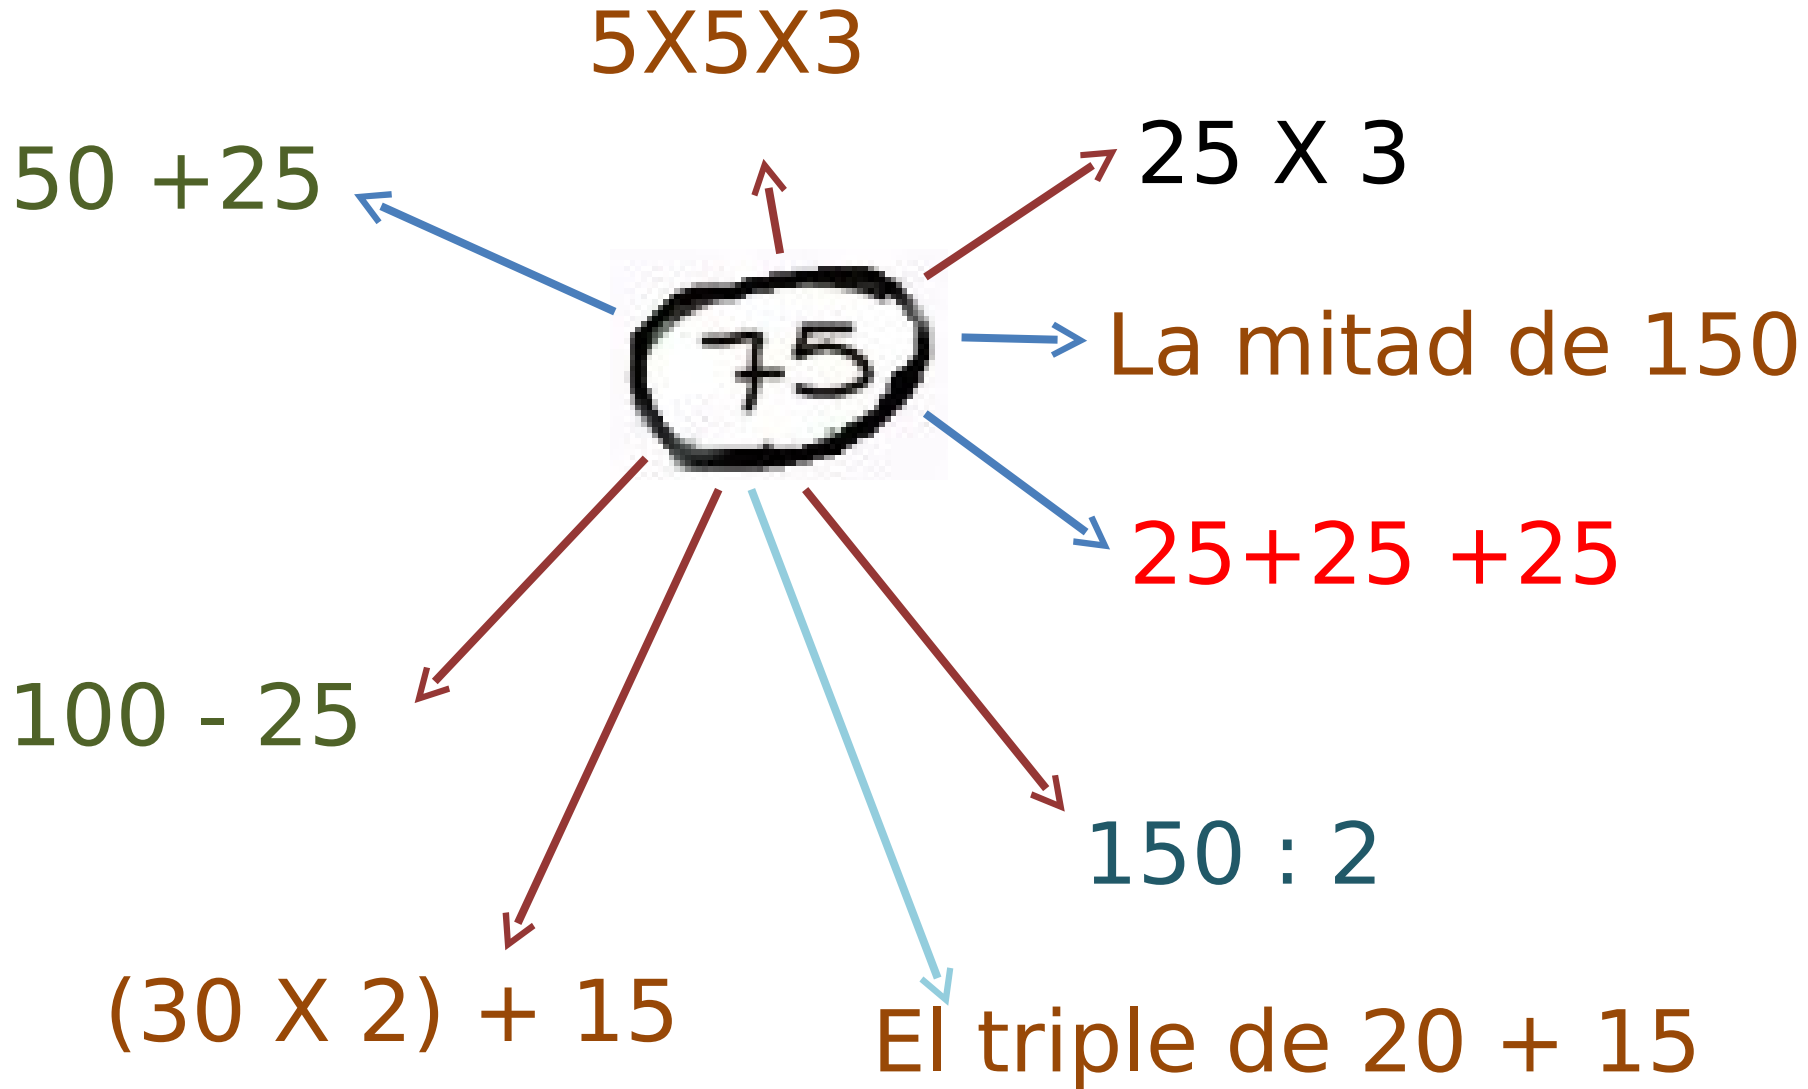 5X5X3
50 +25
25 X 3
75
La mitad de 150
25+25 +25
100 - 25
150 : 2
(30 X 2) + 15
El triple de 20 + 15